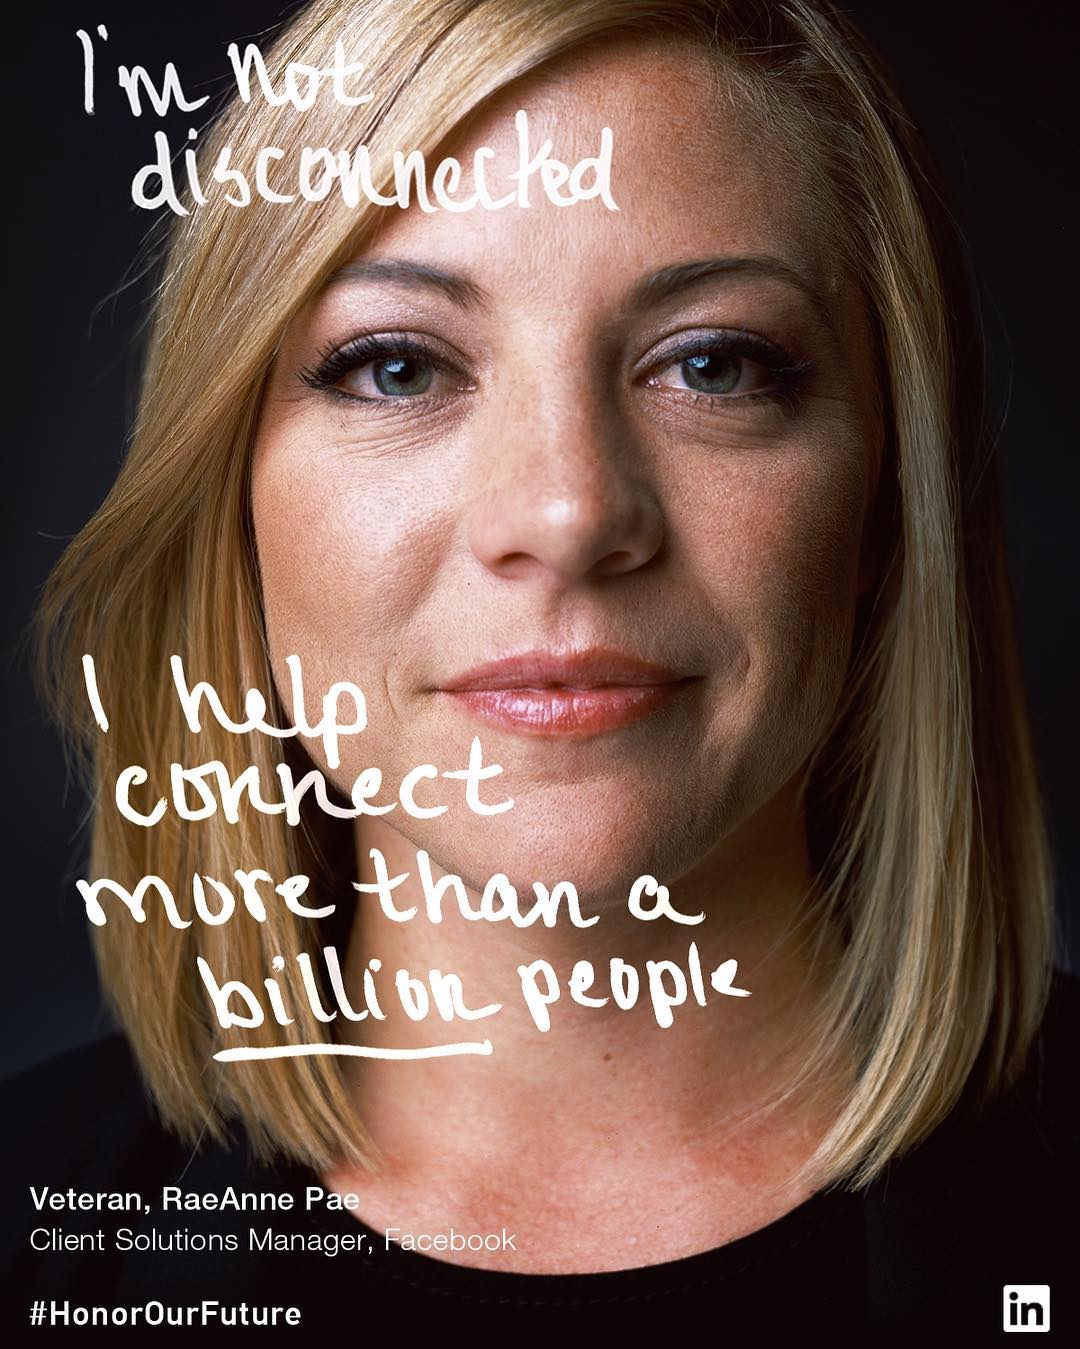 I'm not
disconnected
I help
connect
more than a
billion people
Veteran, RaeAnne Pae
Client Solutions Manager, Facebook
#HonorOurFuture
in